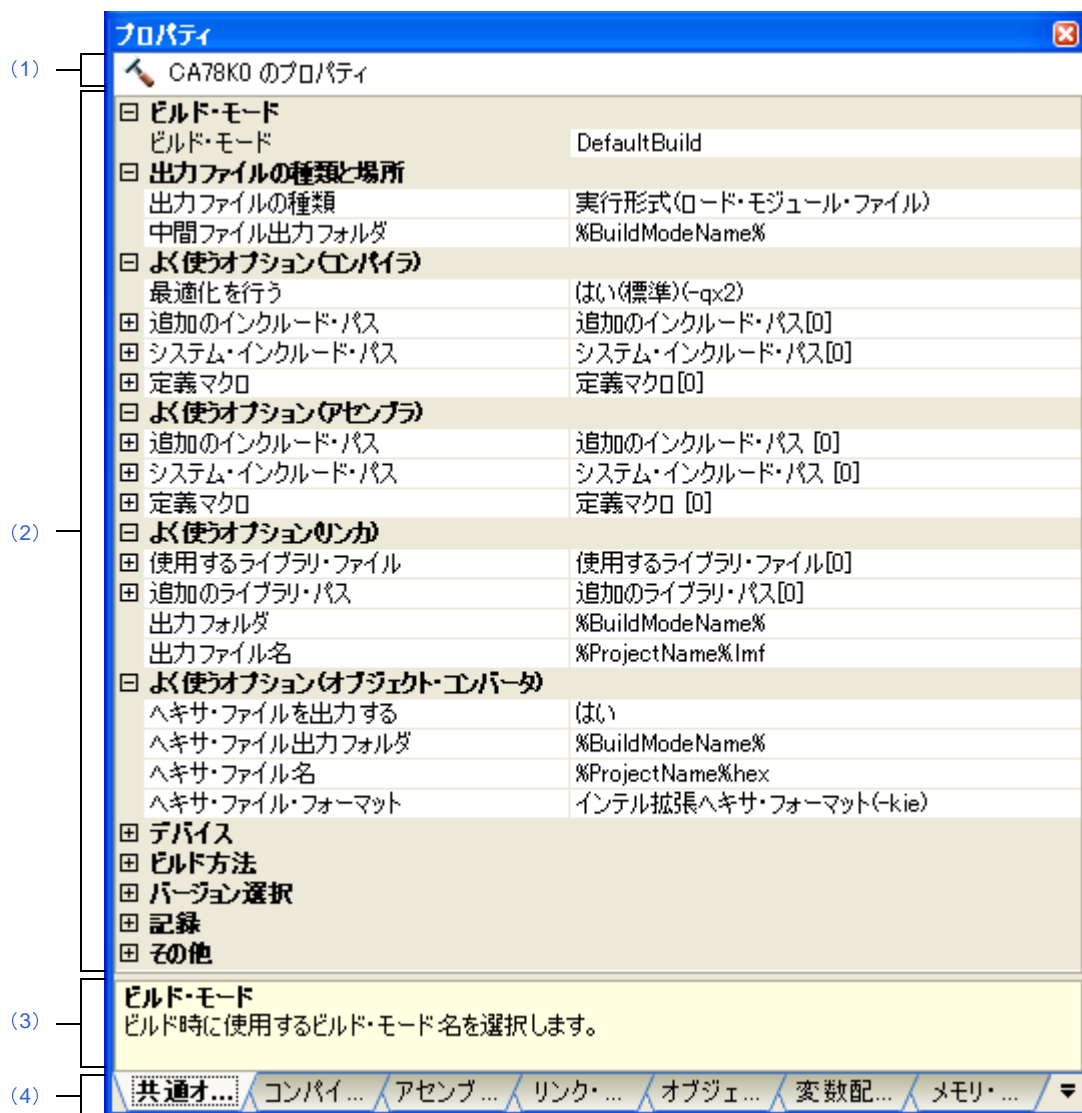 プロパティ
(1)
CA78K0 のプロパティ
ビルド・モード
ビルド・モード DefaultBuild
出力ファイルの種類と場所
出力ファイルの種類 実行形式(ロード・モジュール・ファイル)
中間ファイル出力フォルダ %BuildModeName%
よく使うオプション(コンパイラ)
最適化を行う はい(標準)(-qx2)
追加のインクルード・パス 追加のインクルード・パス[0]
システム・インクルード・パス システム・インクルード・パス[0]
定義マクロ 定義マクロ[0]
よく使うオプション(アセンブラ)
追加のインクルード・パス 追加のインクルード・パス [0]
システム・インクルード・パス システム・インクルード・パス [0]
定義マクロ 定義マクロ [0]
(2)
よく使うオプション(リンカ)
使用するライブラリ・ファイル 使用するライブラリ・ファイル[0]
追加のライブラリ・パス 追加のライブラリ・パス[0]
出力フォルダ %BuildModeName%
出力ファイル名 %ProjectName%.lmf
よく使うオプション(オブジェクト・コンバータ)
ヘキサ・ファイルを出力する はい
ヘキサ・ファイル出力フォルダ %BuildModeName%
ヘキサ・ファイル名 %ProjectName%.hex
ヘキサ・ファイル・フォーマット インテル拡張ヘキサ・フォーマット(-kie)
デバイス
ビルド方法
バージョン選択
記録
その他
(3)
ビルド・モード
ビルド時に使用するビルド・モード名を選択します。
(4)
共通オ... コンパイ... アセンブ... リンク・... オブジェ... 変数配... メモリ・...